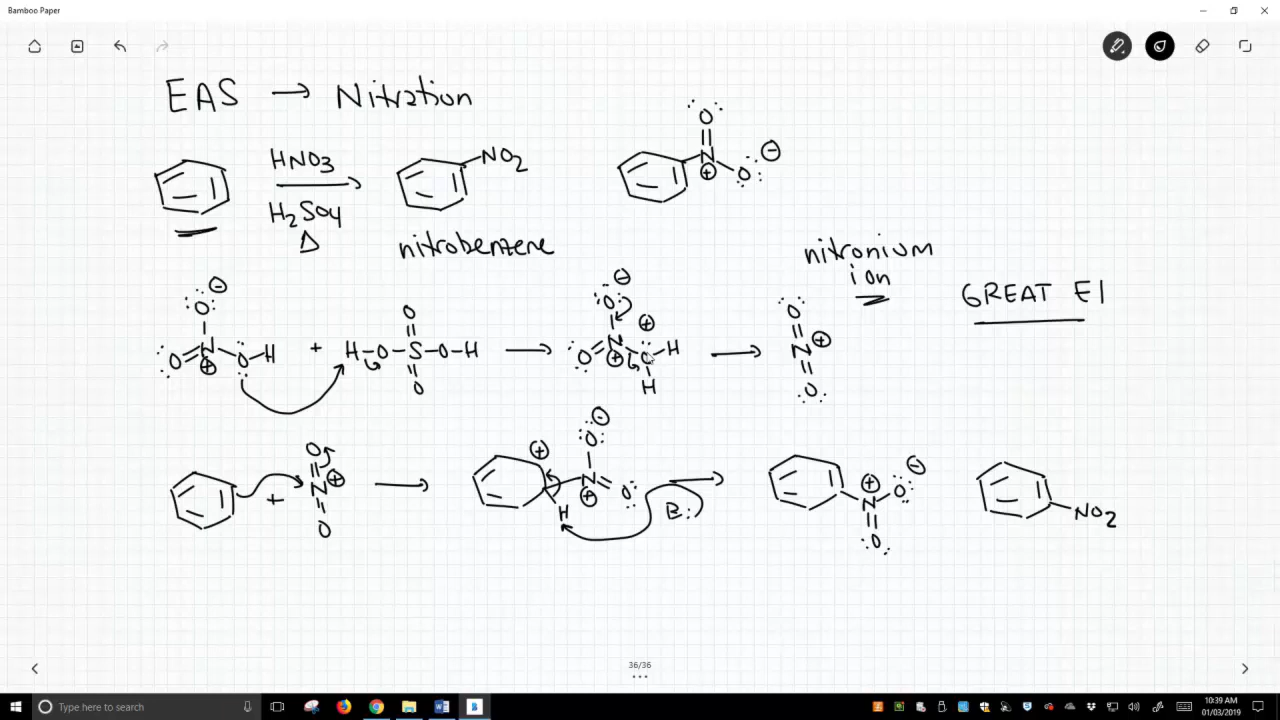 Bamboo Paper
EAS → Nitration
HNO3
H2SO4
Δ
NO2
O
N
O
⊕
⊖
nitrobenzene
nitronium
ion
GREAT El
O ⊖
O N ⊕ O H + H O S O H → O N ⊕ O H ⊕ → O N ⊕ O
O
O
H
+ O N ⊕ O →
⊕ O ⊖
N ⊕ O
H
B:
→
N ⊕ O ⊖
O
NO2
36/36
Type here to search
10:39 AM
01/03/2019